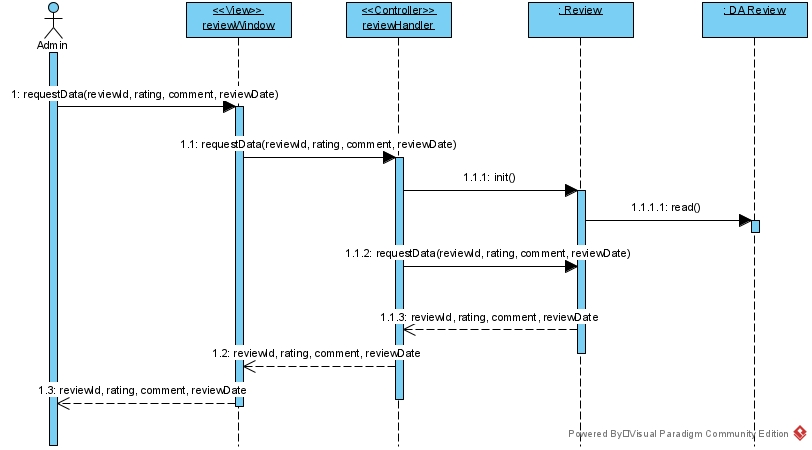 <<View>>
reviewWindow
<<Controller>>
reviewHandler
: Review
: DAReview
Admin
1: requestData(reviewId, rating, comment, reviewDate)
1.1: requestData(reviewId, rating, comment, reviewDate)
1.1.1: init()
1.1.1.1: read()
1.1.2: requestData(reviewId, rating, comment, reviewDate)
1.1.3: reviewId, rating, comment, reviewDate
1.2: reviewId, rating, comment, reviewDate
1.3: reviewId, rating, comment, reviewDate
Powered By Visual Paradigm Community Edition